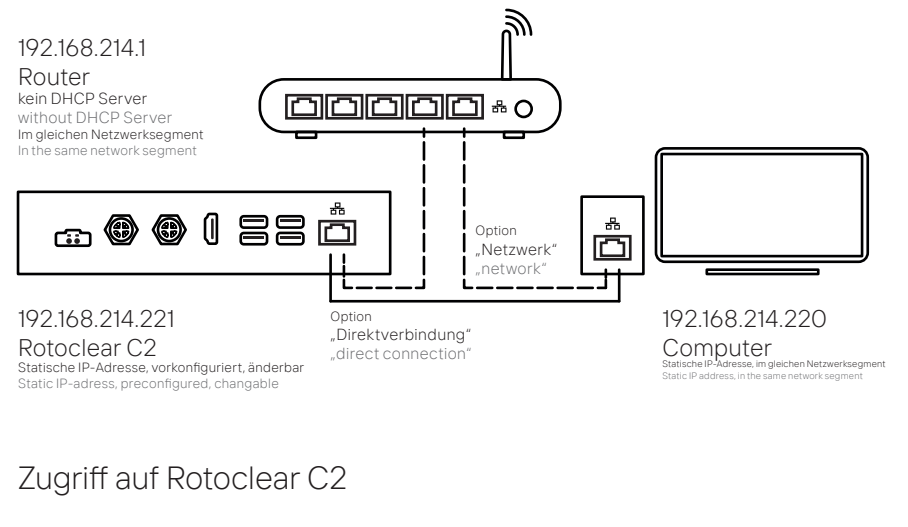 192.168.214.1
Router
kein DHCP Server
without DHCP Server
Im gleichen Netzwerksegment
In the same network segment
Option
„Netzwerk“
„network“
192.168.214.221
Rotoclear C2
Statische IP-Adresse, vorkonfiguriert, änderbar
Static IP-adress, preconfigured, changable
Option
„Direktverbindung“
„direct connection“
192.168.214.220
Computer
Statische IP-Adresse, im gleichen Netzwerksegment
Static IP address, in the same network segment
Zugriff auf Rotoclear C2